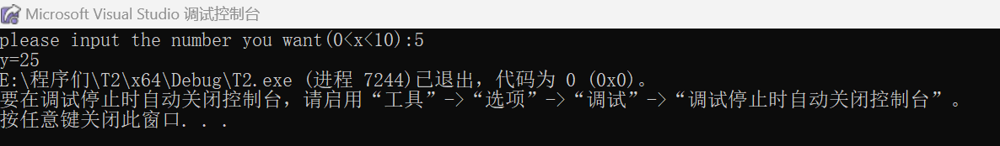 Microsoft Visual Studio 调试控制台
please input the number you want(0<x<10):5
y=25
E:\程序们\T2\x64\Debug\T2.exe (进程 7244)已退出，代码为 0 (0x0)。
要在调试停止时自动关闭控制台，请启用“工具”->“选项”->“调试”->“调试停止时自动关闭控制台”。
按任意键关闭此窗口. . .